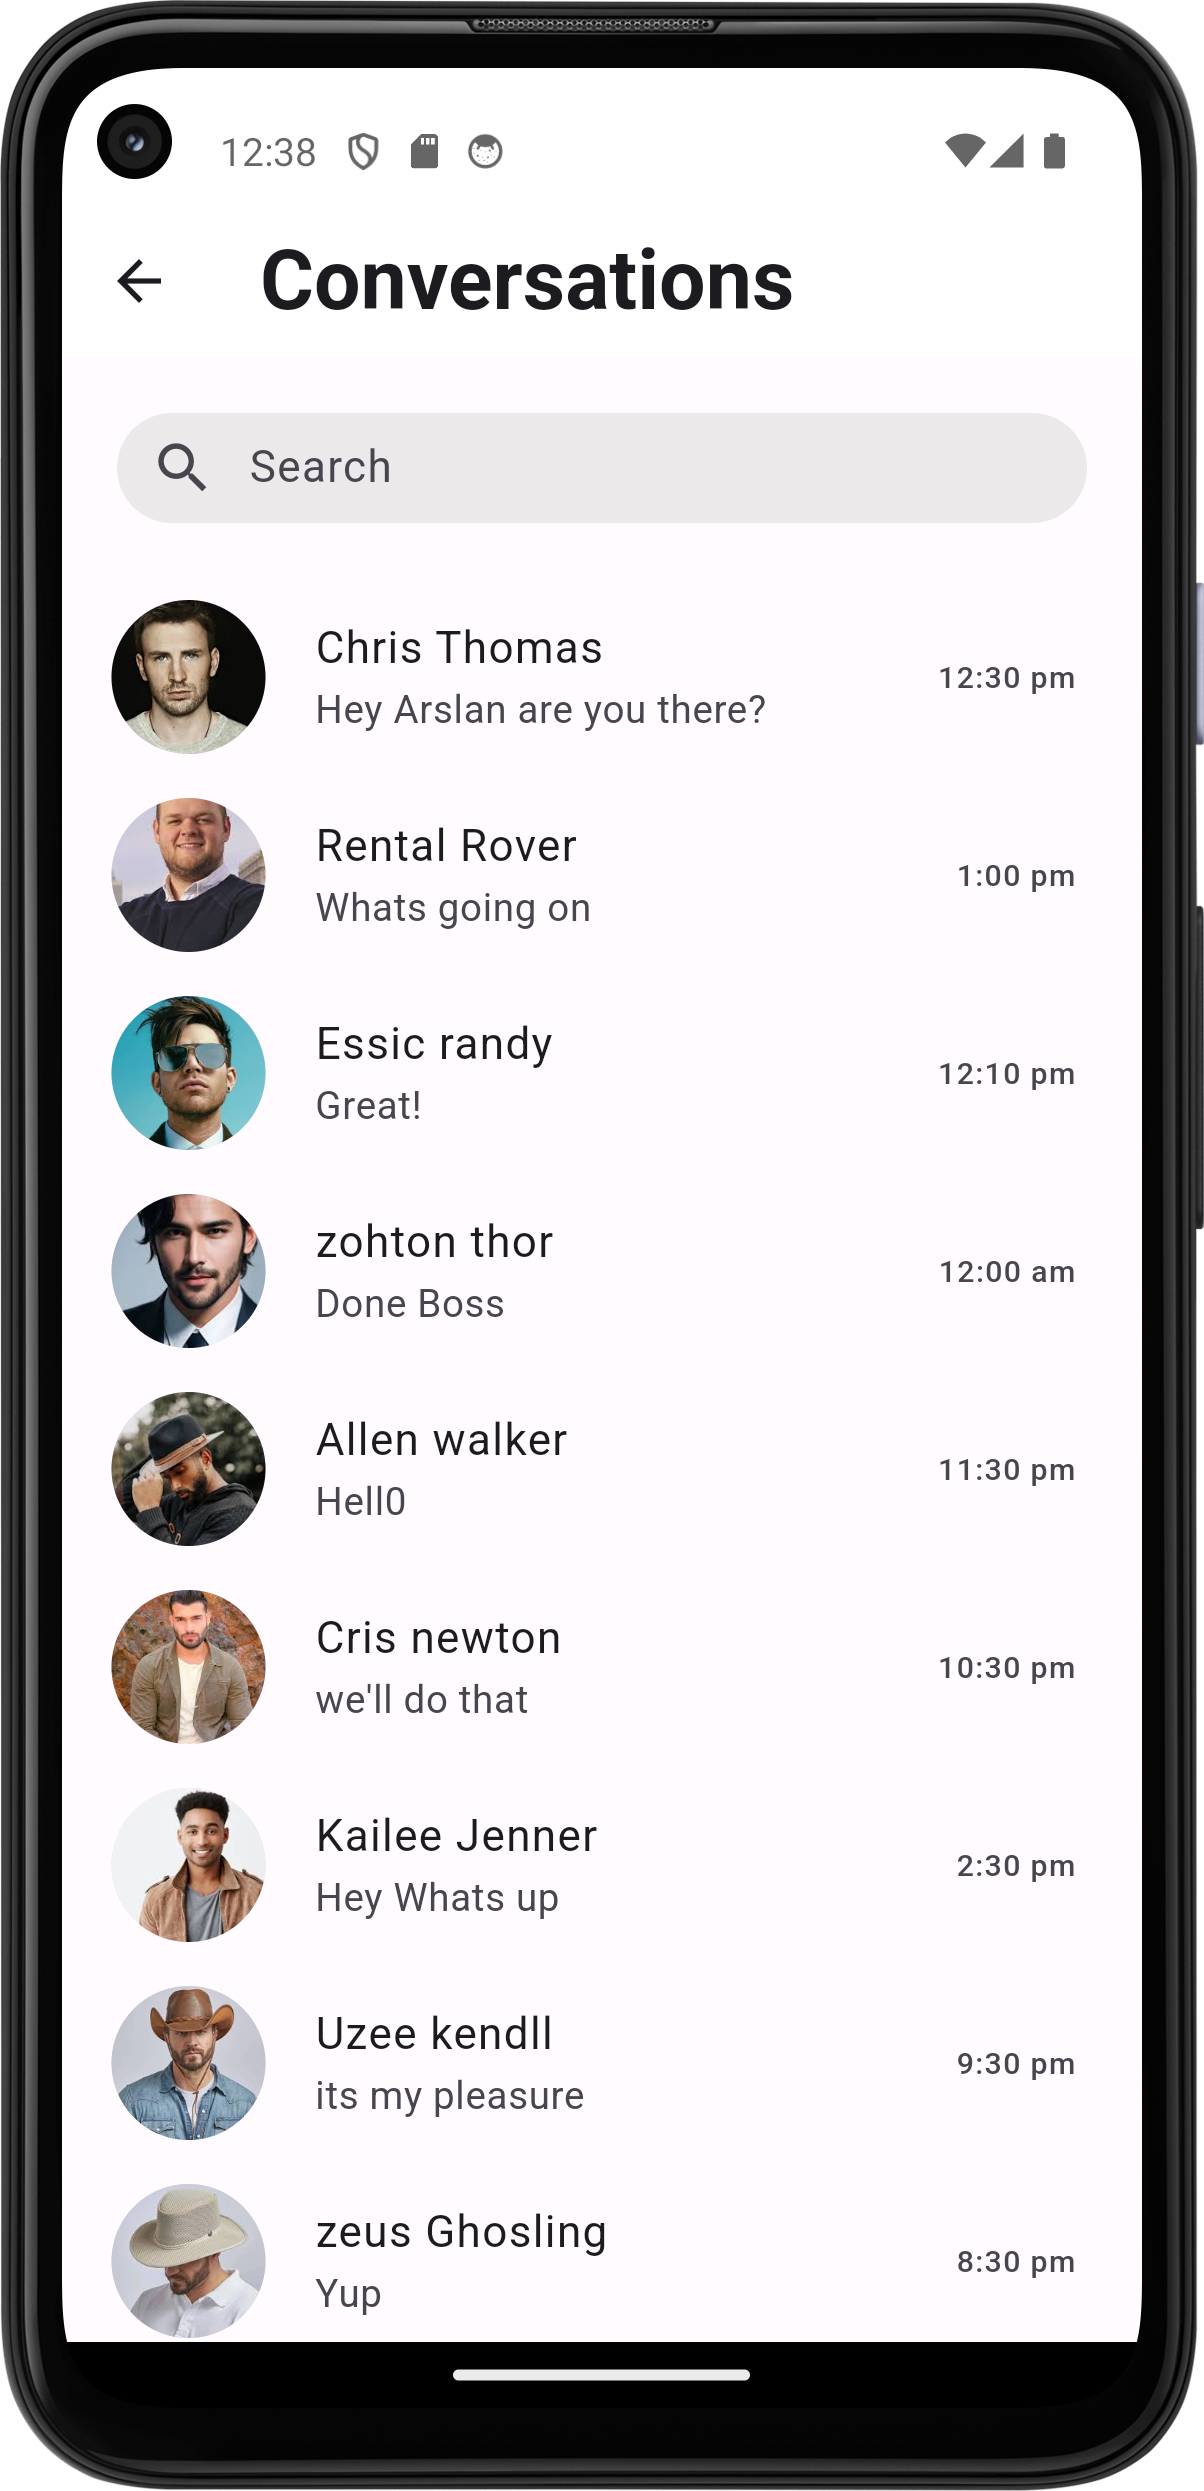 12:38
Conversations
Search
Chris Thomas
Hey Arslan are you there?
12:30 pm
Rental Rover
Whats going on
1:00 pm
Essic randy
Great!
12:10 pm
zohton thor
Done Boss
12:00 am
Allen walker
Hell0
11:30 pm
Cris newton
we'll do that
10:30 pm
Kailee Jenner
Hey Whats up
2:30 pm
Uzee kendll
its my pleasure
9:30 pm
zeus Ghosling
Yup
8:30 pm